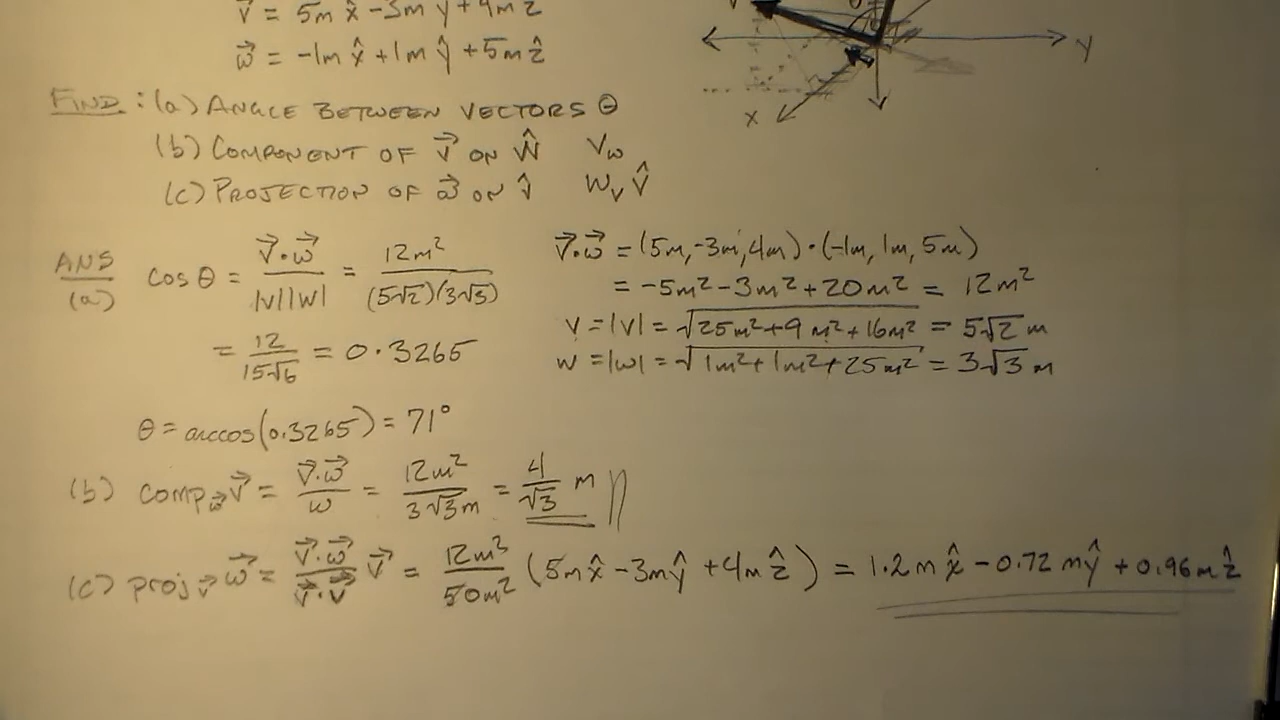 v⃗ = 5m x̂ -3m ŷ + 4m ẑ
w⃗ = -1m x̂ + 1m ŷ + 5m ẑ
y
x
FIND: (a) ANGLE BETWEEN VECTORS θ
(b) COMPONENT OF v⃗ ON ŵ V_w
(c) PROJECTION OF w⃗ ON v̂ W_v v̂
ANS
(a) cos θ = v⃗·w⃗ / |v||w| = 12m² / (5√2)(3√3)
= 12 / 15√6 = 0.3265
v⃗·w⃗ = (5m, -3m, 4m)·(-1m, 1m, 5m)
= -5m² - 3m² + 20m² = 12m²
v = |v| = √25m² + 9m² + 16m² = 5√2 m
w = |w| = √1m² + 1m² + 25m² = 3√3 m
θ = arccos(0.3265) = 71°
(b) comp_w⃗ v⃗ = v⃗·w⃗ / w = 12m² / 3√3m = 4 / √3 m
(c) proj_v⃗ w⃗ = v⃗·w⃗ / v⃗·v⃗ v⃗ = 12m² / 50m² (5m x̂ - 3m ŷ + 4m ẑ) = 1.2m x̂ - 0.72 m ŷ + 0.96m ẑ